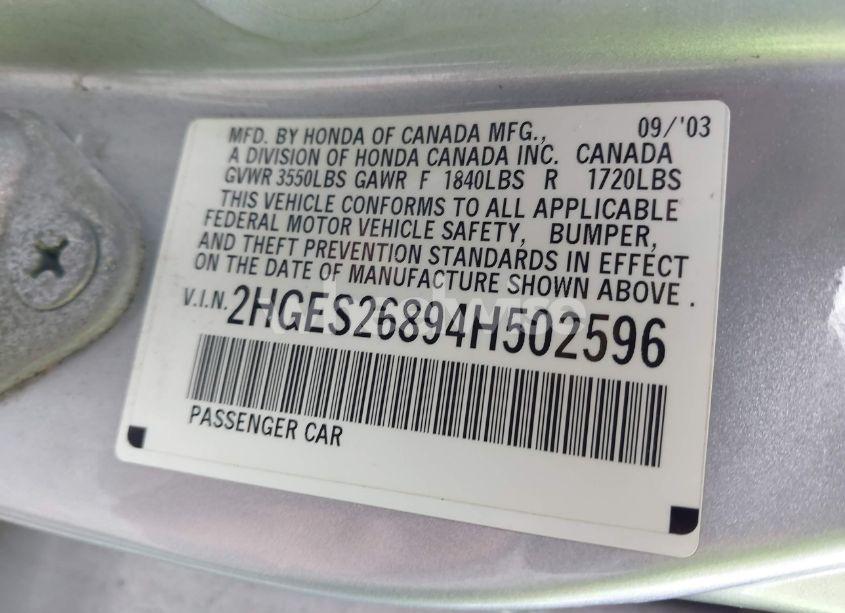 MFD. BY HONDA OF CANADA MFG., 09/'03
A DIVISION OF HONDA CANADA INC. CANADA
GVWR 3550LBS GAWR F 1840LBS R 1720LBS
THIS VEHICLE CONFORMS TO ALL APPLICABLE
FEDERAL MOTOR VEHICLE SAFETY, BUMPER,
AND THEFT PREVENTION STANDARDS IN EFFECT
ON THE DATE OF MANUFACTURE SHOWN ABOVE.
V.I.N. 2HGES26894H502596
PASSENGER CAR